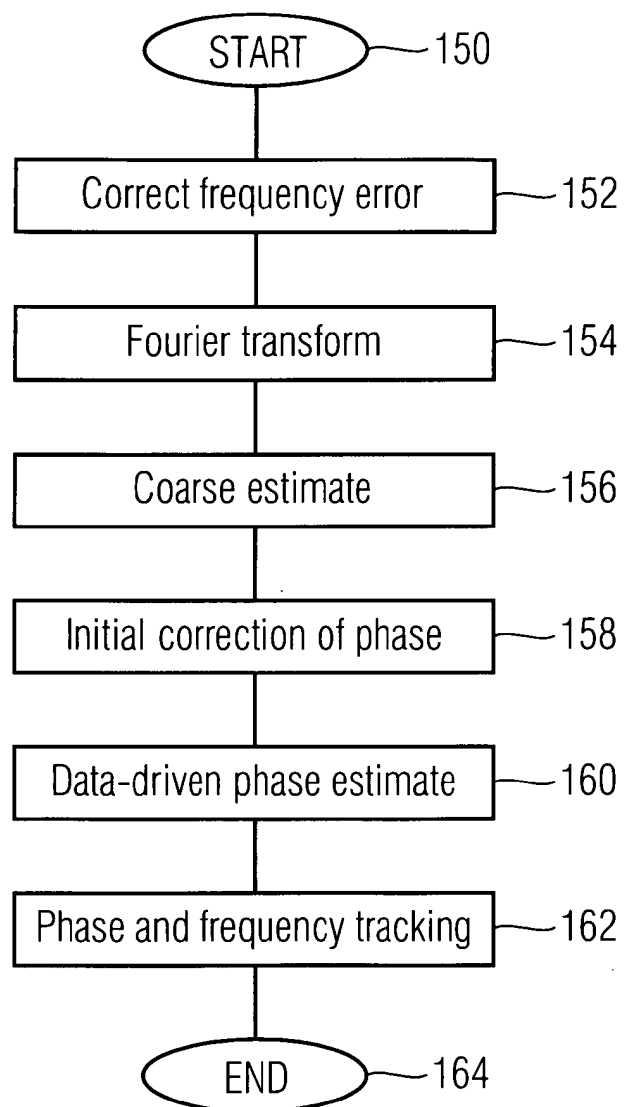 START 150
Correct frequency error 152
Fourier transform 154
Coarse estimate 156
Initial correction of phase 158
Data-driven phase estimate 160
Phase and frequency tracking 162
END 164